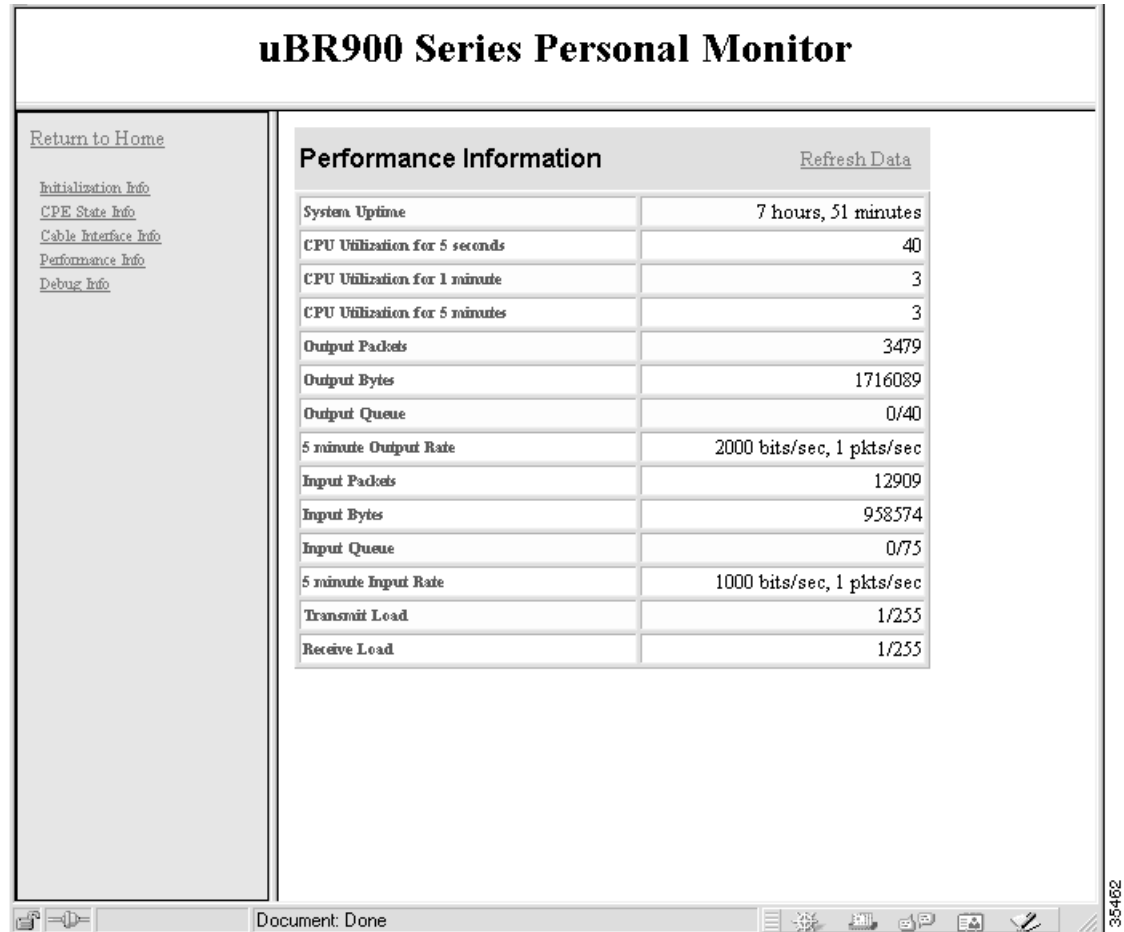 uBR900 Series Personal Monitor
Return to Home
Initialization Info
CPE State Info
Cable Interface Info
Performance Info
Debug Info
Performance Information Refresh Data
System Uptime 7 hours, 51 minutes
CPU Utilization for 5 seconds 40
CPU Utilization for 1 minute 3
CPU Utilization for 5 minutes 3
Output Packets 3479
Output Bytes 1716089
Output Queue 0/40
5 minute Output Rate 2000 bits/sec, 1 pkts/sec
Input Packets 12909
Input Bytes 958574
Input Queue 0/75
5 minute Input Rate 1000 bits/sec, 1 pkts/sec
Transmit Load 1/255
Receive Load 1/255
Document: Done
35462